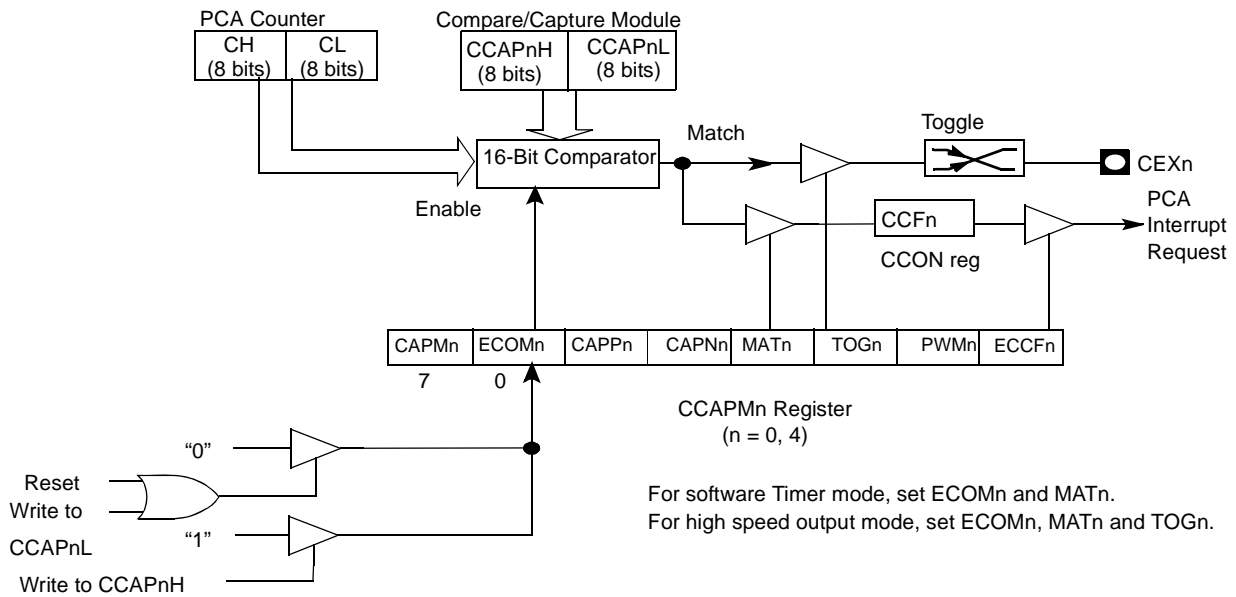 PCA Counter
CH
(8 bits)
CL
(8 bits)
Compare/Capture Module
CCAPnH
(8 bits)
CCAPnL
(8 bits)
16-Bit Comparator
Match
Toggle
CEXn
Enable
CCFn
CCON reg
PCA
Interrupt
Request
CAPMn
ECOMn
CAPPn
CAPNn
MATn
TOGn
PWMn
ECCFn
7
0
CCAPMn Register
(n = 0, 4)
“0”
Reset
Write to
CCAPnL
“1”
Write to CCAPnH
For software Timer mode, set ECOMn and MATn.
For high speed output mode, set ECOMn, MATn and TOGn.